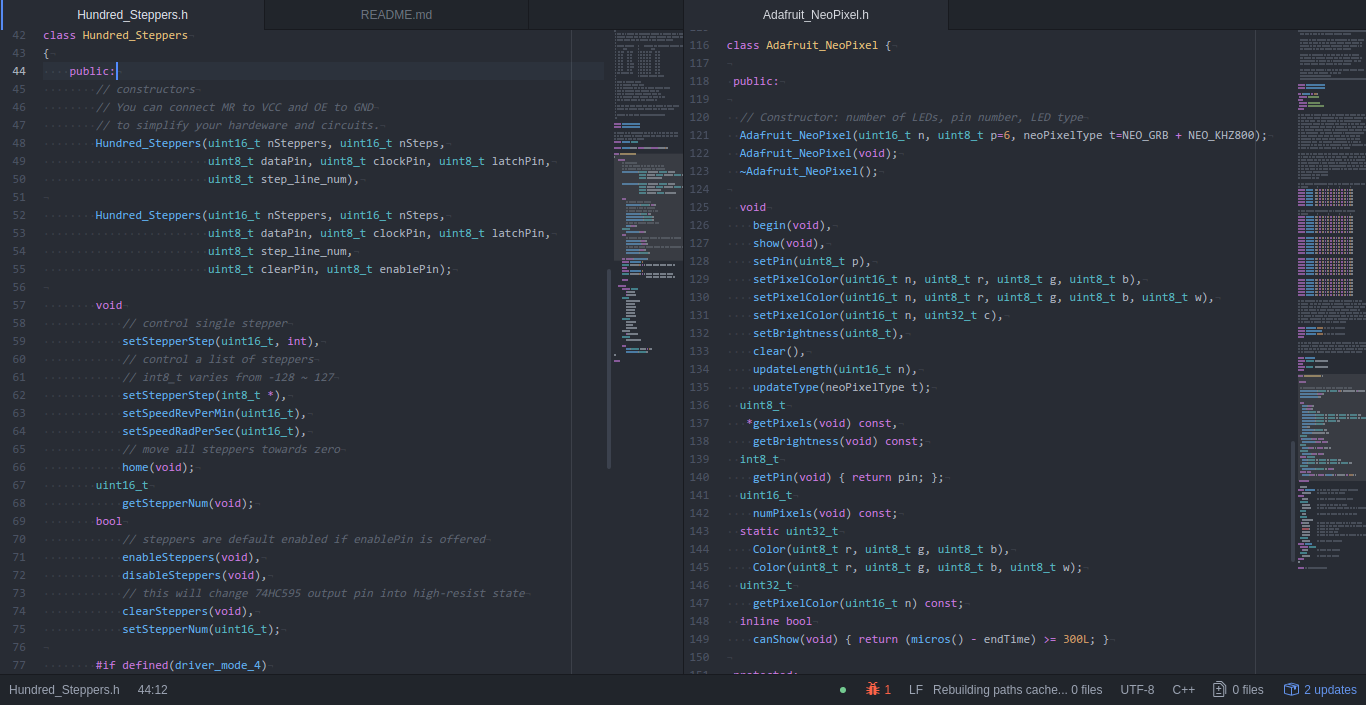 Hundred_Steppers.h
README.md
42 class Hundred_Steppers
43 {
44 public:
45 // constructors
46 // You can connect MR to VCC and OE to GND
47 // to simplify your hardeware and circuits.
48 Hundred_Steppers(uint16_t nSteppers, uint16_t nSteps,
49 uint8_t dataPin, uint8_t clockPin, uint8_t latchPin,
50 uint8_t step_line_num),
51
52 Hundred_Steppers(uint16_t nSteppers, uint16_t nSteps,
53 uint8_t dataPin, uint8_t clockPin, uint8_t latchPin,
54 uint8_t step_line_num,
55 uint8_t clearPin, uint8_t enablePin);
56
57 void
58 // control single stepper
59 setStepperStep(uint16_t, int),
60 // control a list of steppers
61 // int8_t varies from -128 ~ 127
62 setStepperStep(int8_t *),
63 setSpeedRevPerMin(uint16_t),
64 setSpeedRadPerSec(uint16_t),
65 // move all steppers towards zero
66 home(void);
67 uint16_t
68 getStepperNum(void);
69 bool
70 // steppers are default enabled if enablePin is offered
71 enableSteppers(void),
72 disableSteppers(void),
73 // this will change 74HC595 output pin into high-resist state
74 clearSteppers(void),
75 setStepperNum(uint16_t);
76
77 #if defined(driver_mode_4)
Adafruit_NeoPixel.h
116 class Adafruit_NeoPixel {
117
118 public:
119
120 // Constructor: number of LEDs, pin number, LED type
121 Adafruit_NeoPixel(uint16_t n, uint8_t p=6, neoPixelType t=NEO_GRB + NEO_KHZ800);
122 Adafruit_NeoPixel(void);
123 ~Adafruit_NeoPixel();
124
125 void
126 begin(void),
127 show(void),
128 setPin(uint8_t p),
129 setPixelColor(uint16_t n, uint8_t r, uint8_t g, uint8_t b),
130 setPixelColor(uint16_t n, uint8_t r, uint8_t g, uint8_t b, uint8_t w),
131 setPixelColor(uint16_t n, uint32_t c),
132 setBrightness(uint8_t),
133 clear(),
134 updateLength(uint16_t n),
135 updateType(neoPixelType t);
136 uint8_t
137 *getPixels(void) const,
138 getBrightness(void) const;
139 int8_t
140 getPin(void) { return pin; };
141 uint16_t
142 numPixels(void) const;
143 static uint32_t
144 Color(uint8_t r, uint8_t g, uint8_t b),
145 Color(uint8_t r, uint8_t g, uint8_t b, uint8_t w);
146 uint32_t
147 getPixelColor(uint16_t n) const;
148 inline bool
149 canShow(void) { return (micros() - endTime) >= 300L; }
150
151 protected:
Hundred_Steppers.h 44:12
1 LF Rebuilding paths cache... 0 files UTF-8 C++ 0 files 2 updates